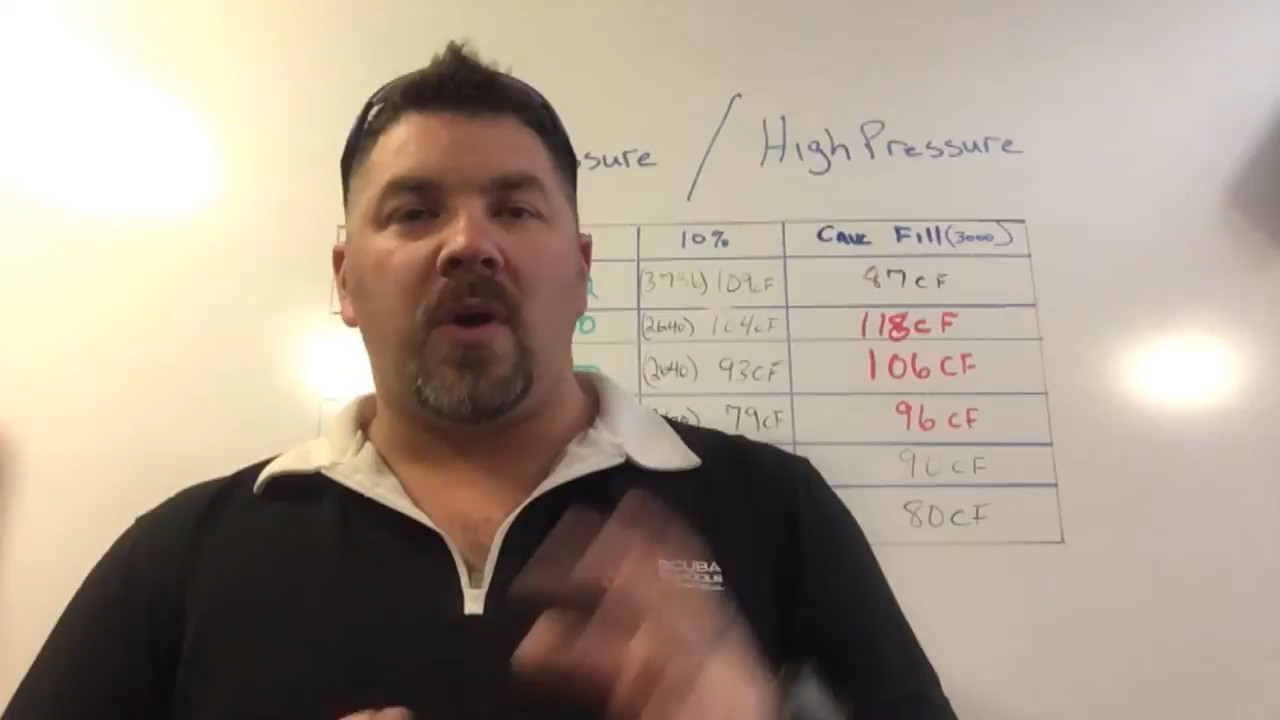 ssure / High Pressure
10% Cave Fill (3000)
109CF 87CF
0 (2640) 104CF 118CF
(2640) 93CF 106CF
79CF 96CF
90CF
80CF
SCUBA